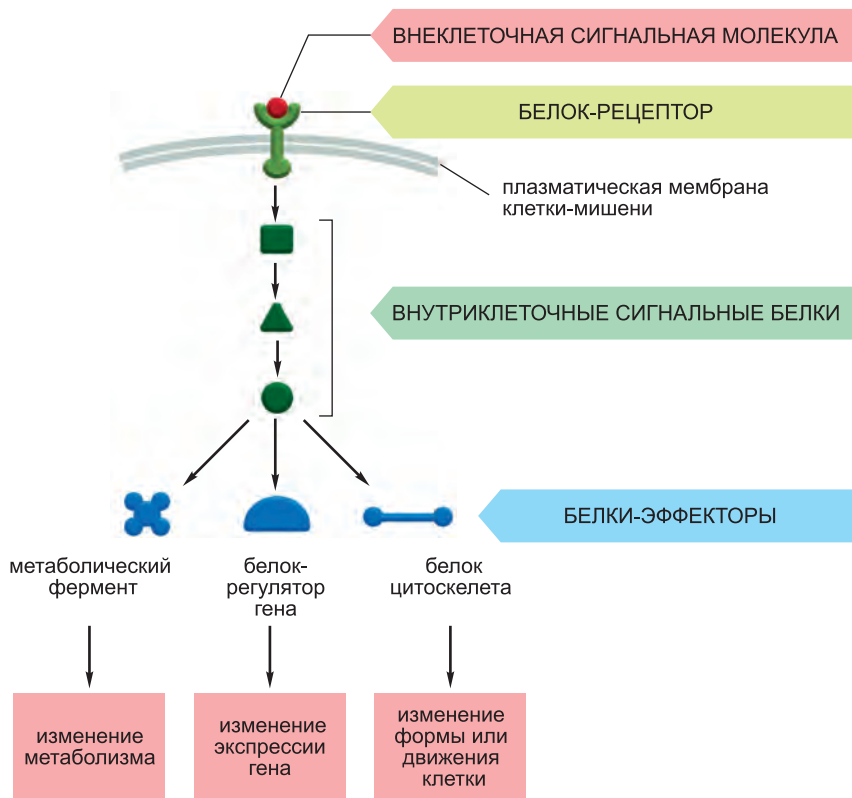 ВНЕКЛЕТОЧНАЯ СИГНАЛЬНАЯ МОЛЕКУЛА
БЕЛОК-РЕЦЕПТОР
плазматическая мембрана
клетки-мишени
ВНУТРИКЛЕТОЧНЫЕ СИГНАЛЬНЫЕ БЕЛКИ
БЕЛКИ-ЭФФЕКТОРЫ
метаболический
фермент
белок-
регулятор
гена
белок
цитоскелета
изменение
метаболизма
изменение
экспрессии
гена
изменение
формы или
движения
клетки